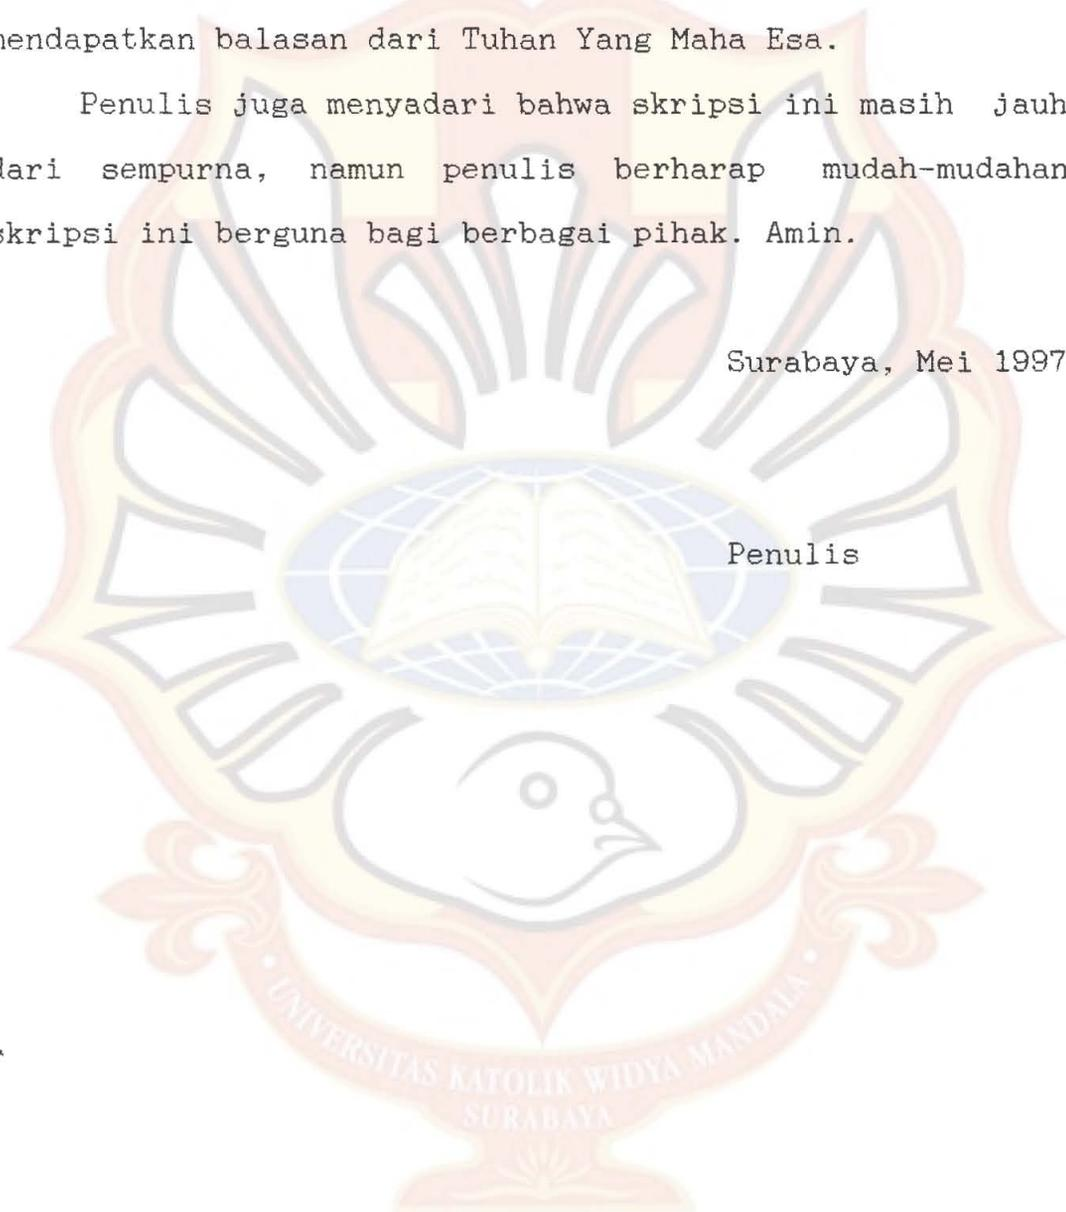 mendapatkan balasan dari Tuhan Yang Maha Esa.
Penulis juga menyadari bahwa skripsi ini masih jauh
dari sempurna, namun penulis berharap mudah-mudahan
skripsi ini berguna bagi berbagai pihak. Amin.
Surabaya, Mei 1997
Penulis
UNIVERSITAS KATOLIK WIDYA MANDALA
SURABAYA